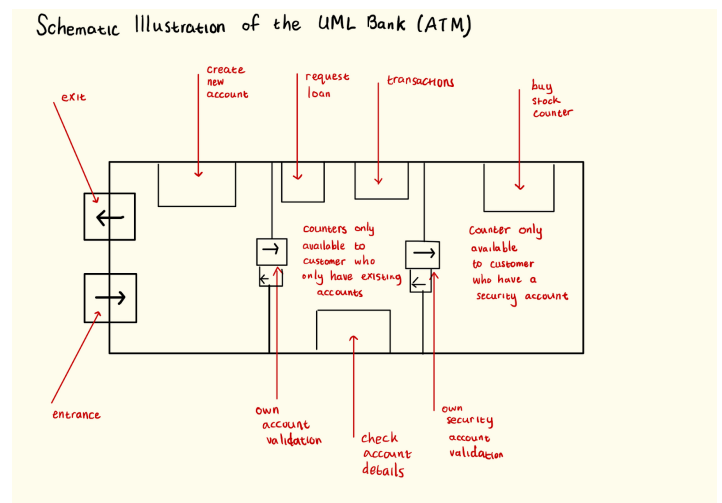 Schematic Illustration of the UML Bank (ATM)
exit
create
new
account
request
loan
transactions
buy
stock
counter
counters only
available to
customer who
only have existing
accounts
Counter only
available
to customer
who have a
security account
entrance
own
account
validation
check
account
details
own
security
account
validation